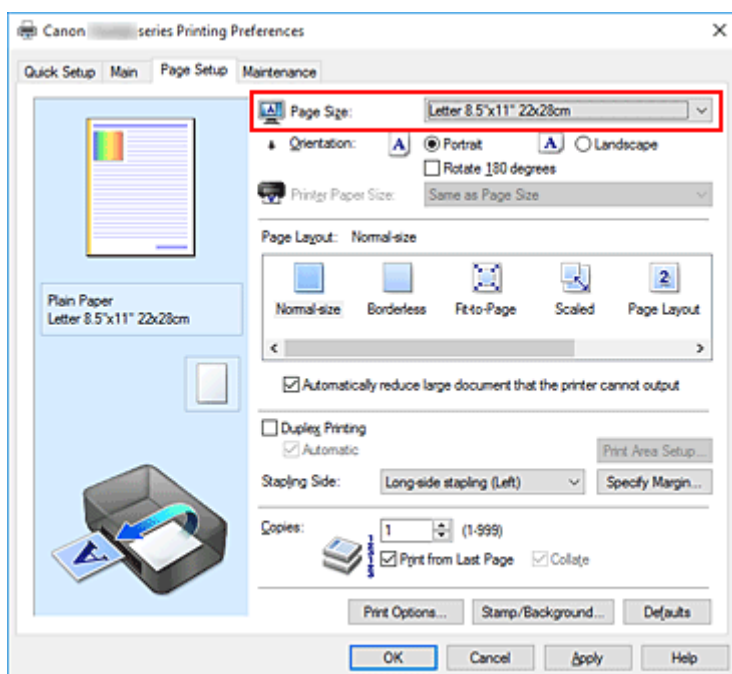 Canon series Printing Preferences
Quick Setup Main Page Setup Maintenance
Page Size: Letter 8.5"x11" 22x28cm
Orientation: A Portrait A Landscape
Rotate 180 degrees
Printer Paper Size: Same as Page Size
Page Layout: Normal-size
2
Normal-size Borderless Fit-to-Page Scaled Page Layout
Plain Paper
Letter 8.5"x11" 22x28cm
Automatically reduce large document that the printer cannot output
Duplex Printing
Automatic Print Area Setup...
Stapling Side: Long-side stapling (Left) Specify Margin...
Copies: 1 (1-999)
Print from Last Page Collate
A
Print Options... Stamp/Background... Defaults
OK Cancel Apply Help